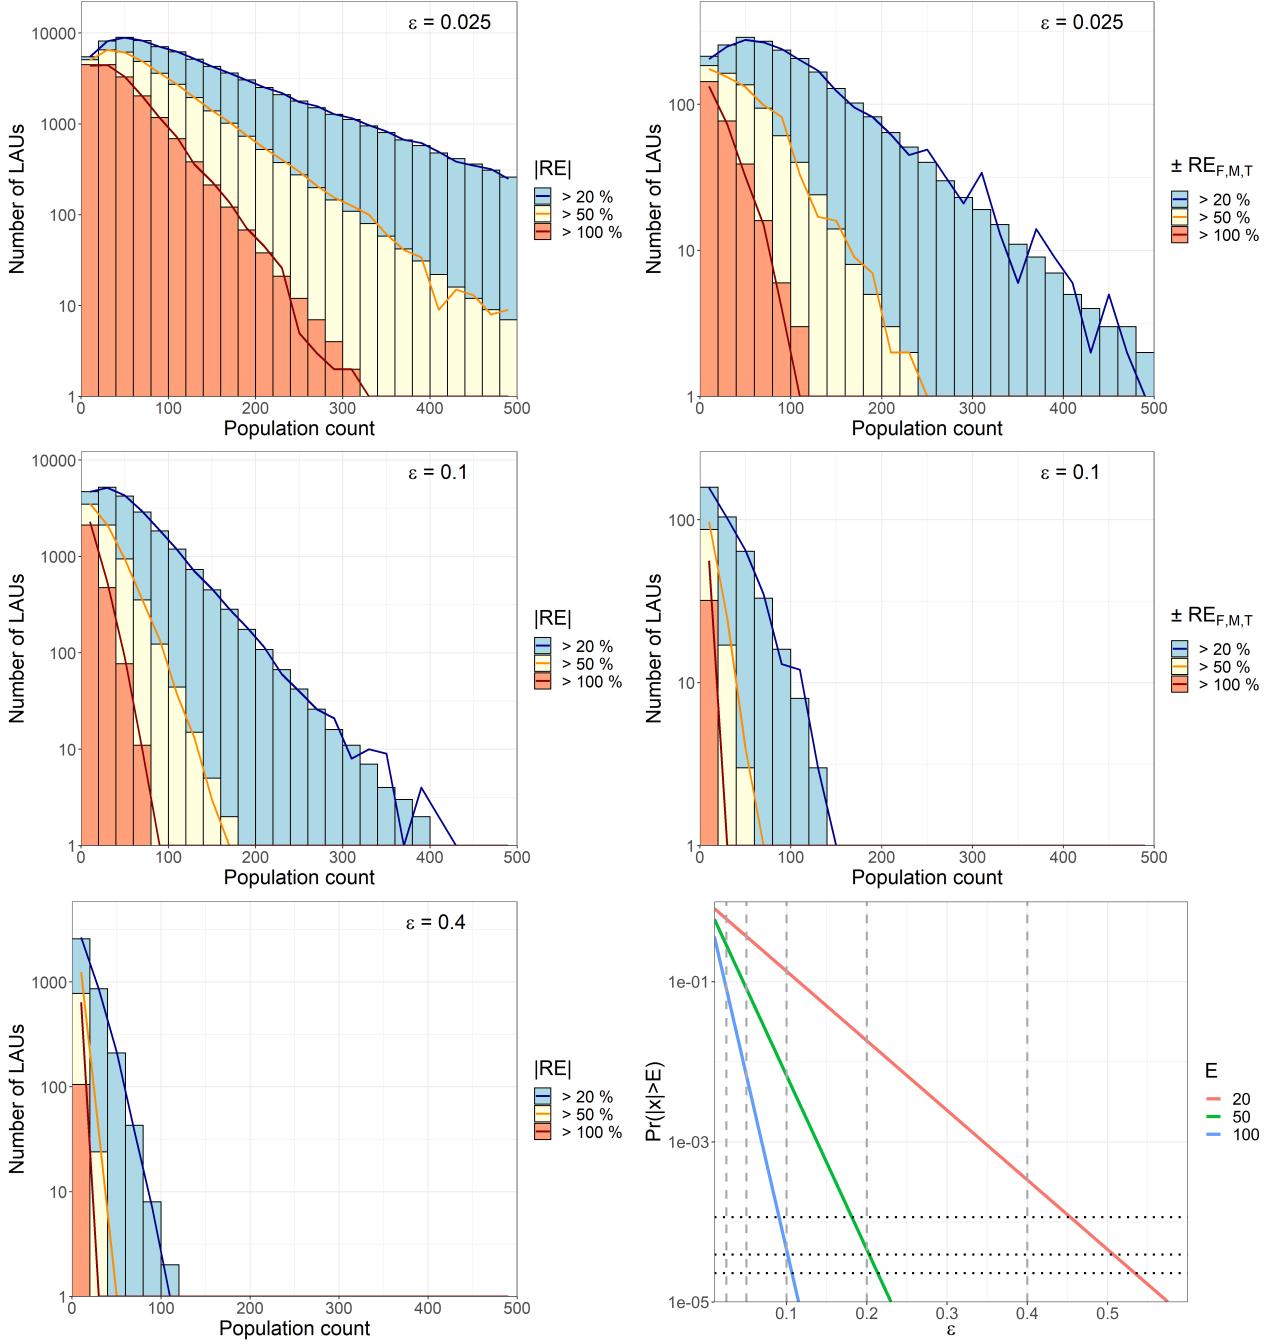 ε = 0.025
Number of LAUs
10000
1000
100
10
1
0 100 200 300 400 500
Population count
|RE|
> 20 %
> 50 %
> 100 %
ε = 0.025
Number of LAUs
100
10
1
0 100 200 300 400 500
Population count
± RE F,M,T
> 20 %
> 50 %
> 100 %
ε = 0.1
Number of LAUs
10000
1000
100
10
1
0 100 200 300 400 500
Population count
|RE|
> 20 %
> 50 %
> 100 %
ε = 0.1
Number of LAUs
100
10
1
0 100 200 300 400 500
Population count
± RE F,M,T
> 20 %
> 50 %
> 100 %
ε = 0.4
Number of LAUs
1000
100
10
1
0 100 200 300 400 500
Population count
|RE|
> 20 %
> 50 %
> 100 %
Pr(|x|>E)
1e-01
1e-03
1e-05
0.1 0.2 0.3 0.4 0.5
ε
E
20
50
100